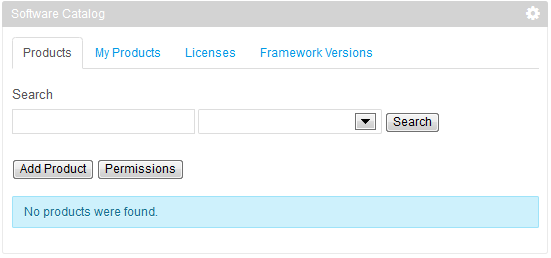 Software Catalog
Products My Products Licenses Framework Versions
Search
Search
Add Product Permissions
No products were found.